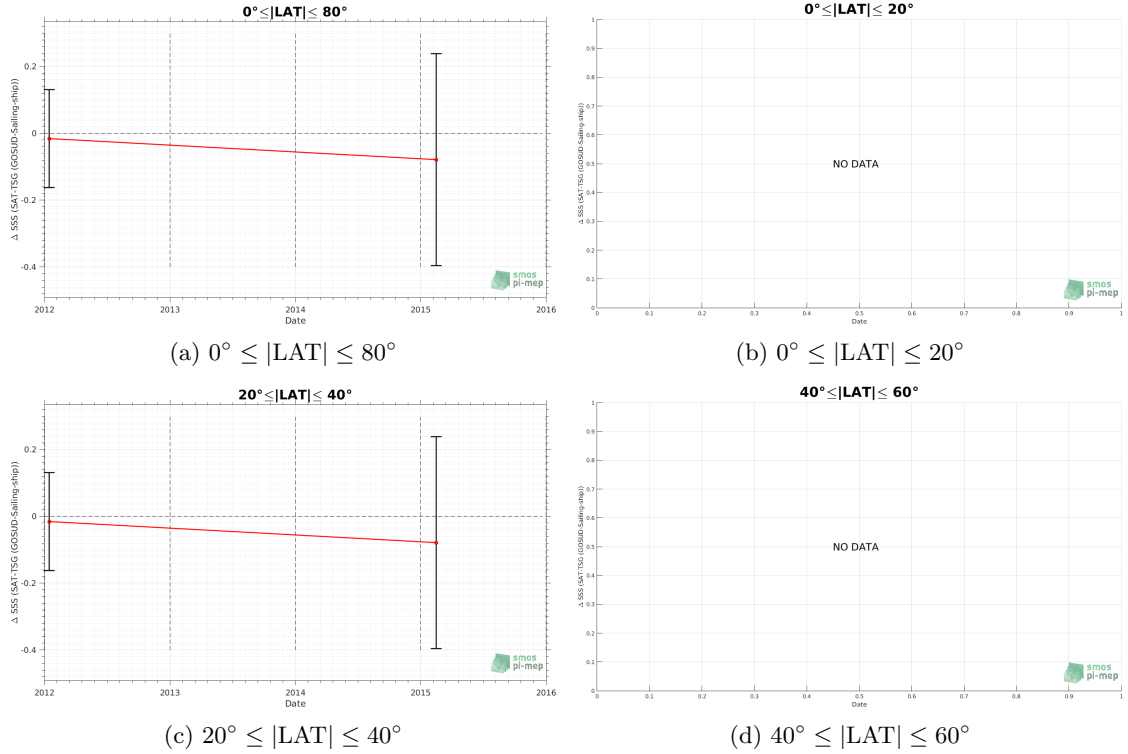 0°≤|LAT|≤ 80°
Δ SSS (SAT-TSG (GOSUD-Sailing-ship))
0.2
0
-0.2
-0.4
2012 2013 2014 2015 2016
Date
smos
pi-mep
(a) 0° ≤ |LAT| ≤ 80°
0°≤|LAT|≤ 20°
Δ SSS (SAT-TSG (GOSUD-Sailing-ship))
1
0.9
0.8
0.7
0.6
0.5
0.4
0.3
0.2
0.1
0
NO DATA
0 0.1 0.2 0.3 0.4 0.5 0.6 0.7 0.8 0.9 1
Date
smos
pi-mep
(b) 0° ≤ |LAT| ≤ 20°
20°≤|LAT|≤ 40°
Δ SSS (SAT-TSG (GOSUD-Sailing-ship))
0.2
0
-0.2
-0.4
2012 2013 2014 2015 2016
Date
smos
pi-mep
(c) 20° ≤ |LAT| ≤ 40°
40°≤|LAT|≤ 60°
Δ SSS (SAT-TSG (GOSUD-Sailing-ship))
1
0.9
0.8
0.7
0.6
0.5
0.4
0.3
0.2
0.1
0
NO DATA
0 0.1 0.2 0.3 0.4 0.5 0.6 0.7 0.8 0.9 1
Date
smos
pi-mep
(d) 40° ≤ |LAT| ≤ 60°